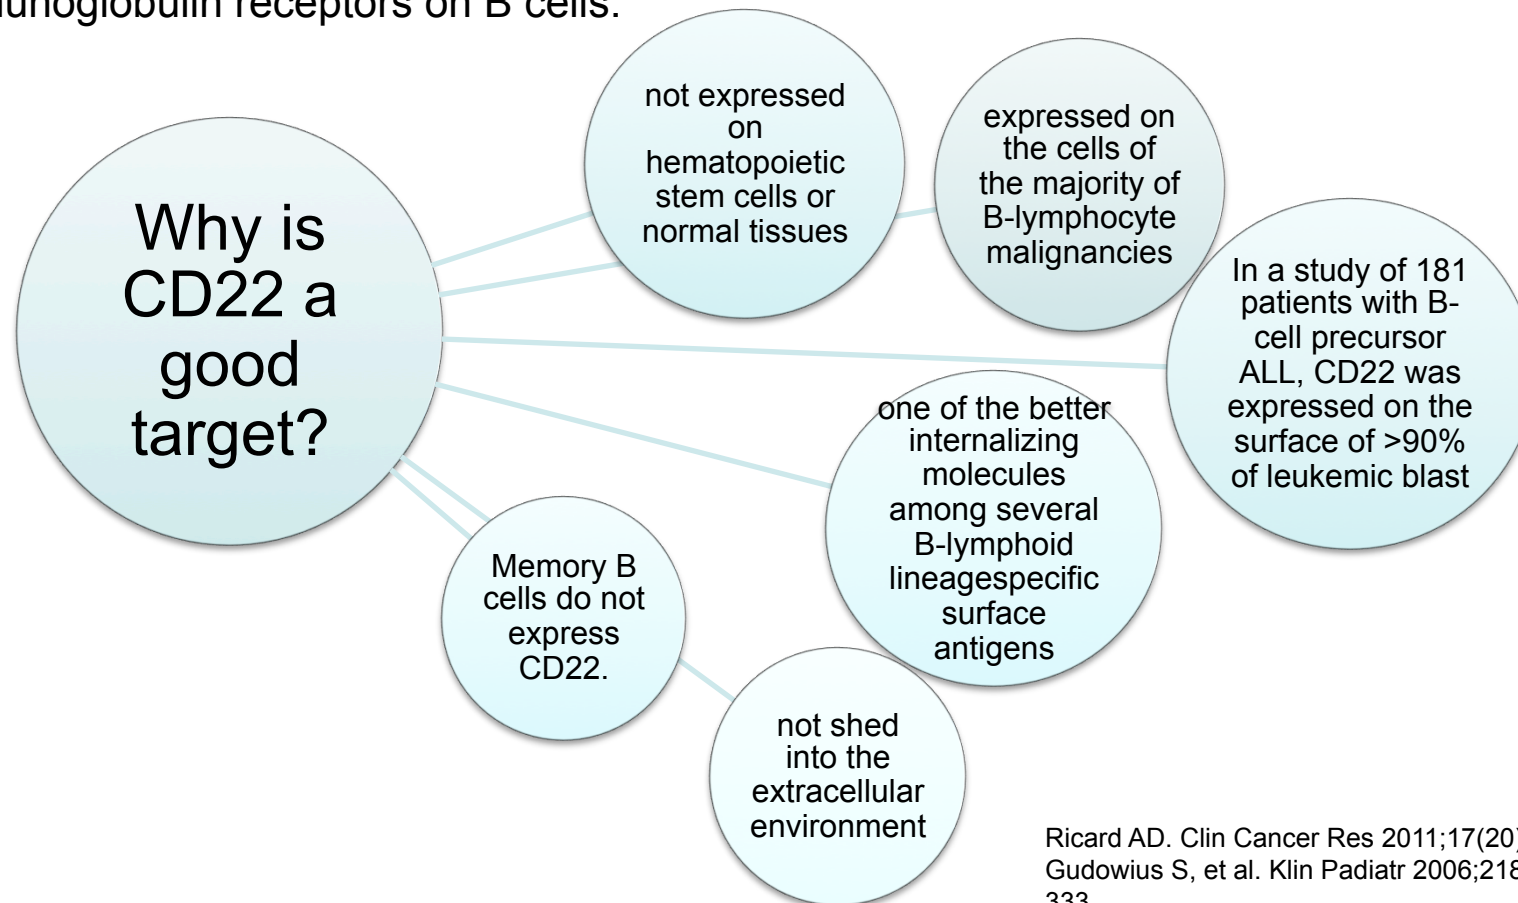 receptors on B cells.
Why is
CD22 a
good
target?
not expressed
on
hematopoietic
stem cells or
normal tissues
expressed on
the cells of
the majority of
B-lymphocyte
malignancies
In a study of 181
patients with B-
cell precursor
ALL, CD22 was
expressed on the
surface of >90%
of leukemic blast
one of the better
internalizing
molecules
among several
B-lymphoid
lineagespecific
surface
antigens
Memory B
cells do not
express
CD22.
not shed
into the
extracellular
environment
Ricard AD. Clin Cancer Res 2011;17(20)
Gudowius S, et al. Klin Padiatr 2006;218
333